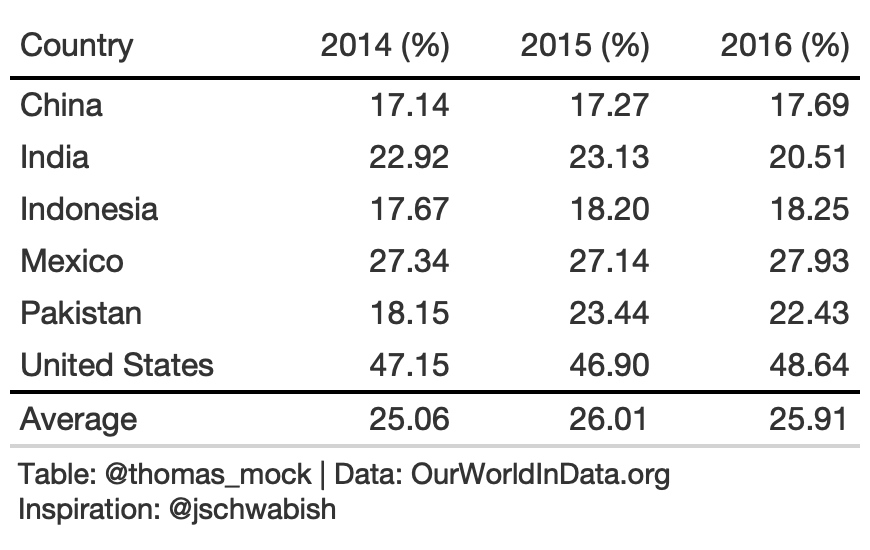 Country 2014 (%) 2015 (%) 2016 (%)
China 17.14 17.27 17.69
India 22.92 23.13 20.51
Indonesia 17.67 18.20 18.25
Mexico 27.34 27.14 27.93
Pakistan 18.15 23.44 22.43
United States 47.15 46.90 48.64
Average 25.06 26.01 25.91
Table: @thomas_mock | Data: OurWorldInData.org
Inspiration: @jschwabish